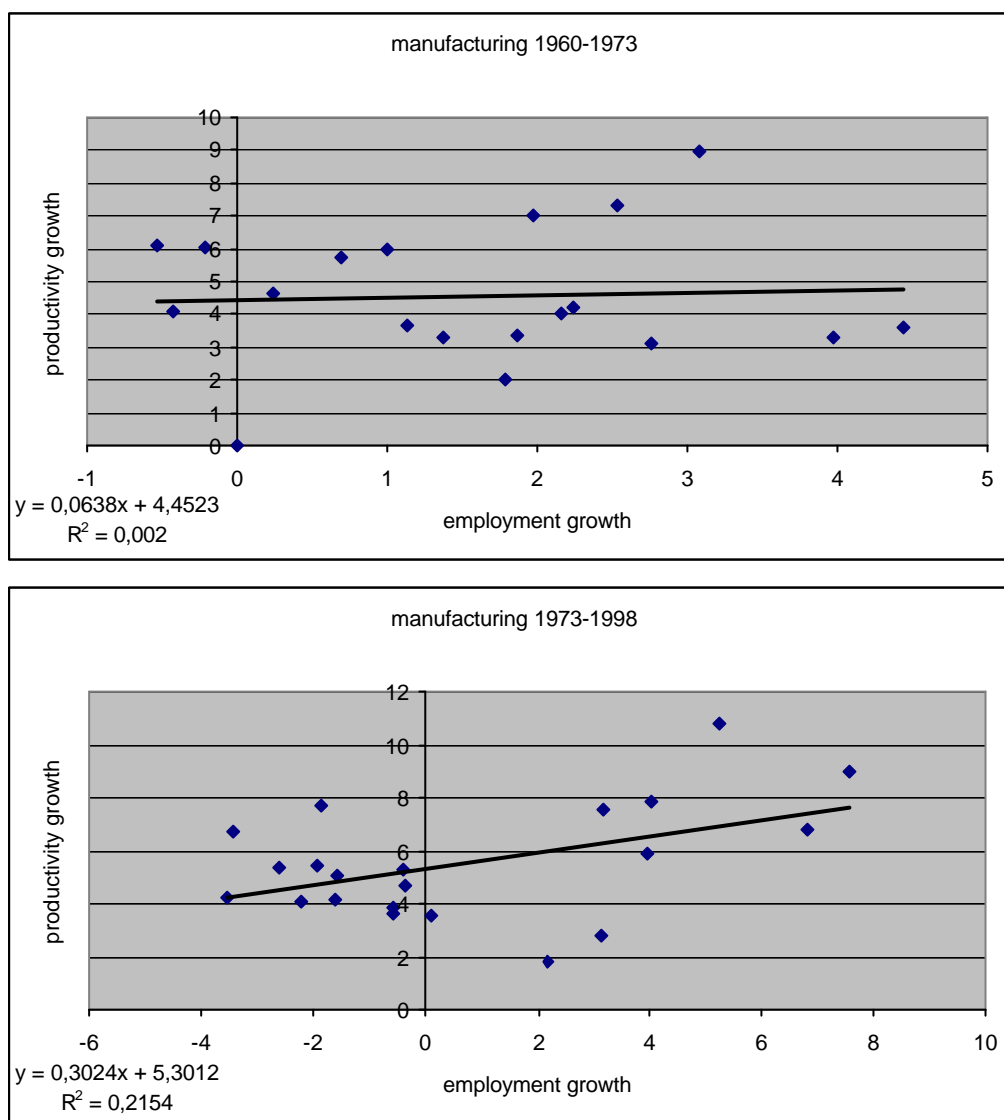 manufacturing 1960-1973
10
9
8
7
6
5
4
3
2
1
0
productivity growth
-1 0 1 2 3 4 5
y = 0,0638x + 4,4523
R² = 0,002
employment growth
manufacturing 1973-1998
12
10
8
6
4
2
0
productivity growth
-6 -4 -2 0 2 4 6 8 10
y = 0,3024x + 5,3012
R² = 0,2154
employment growth